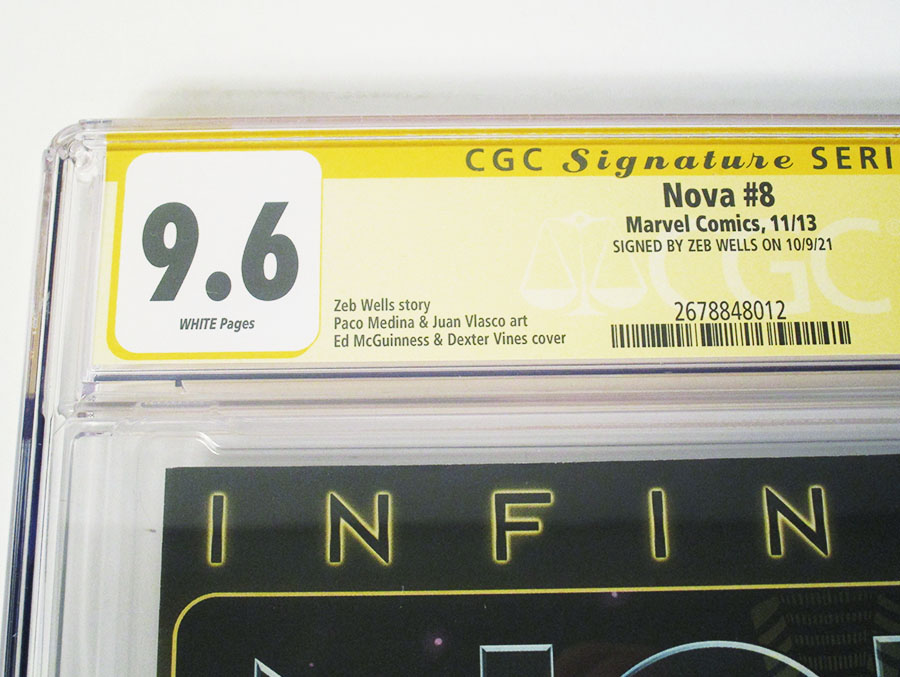 CGC Signature SERI
9.6
WHITE Pages
Nova #8
Marvel Comics, 11/13
SIGNED BY ZEB WELLS ON 10/9/21
CGC
Zeb Wells story
Paco Medina & Juan Vlasco art
Ed McGuinness & Dexter Vines cover
2678848012
INFIN